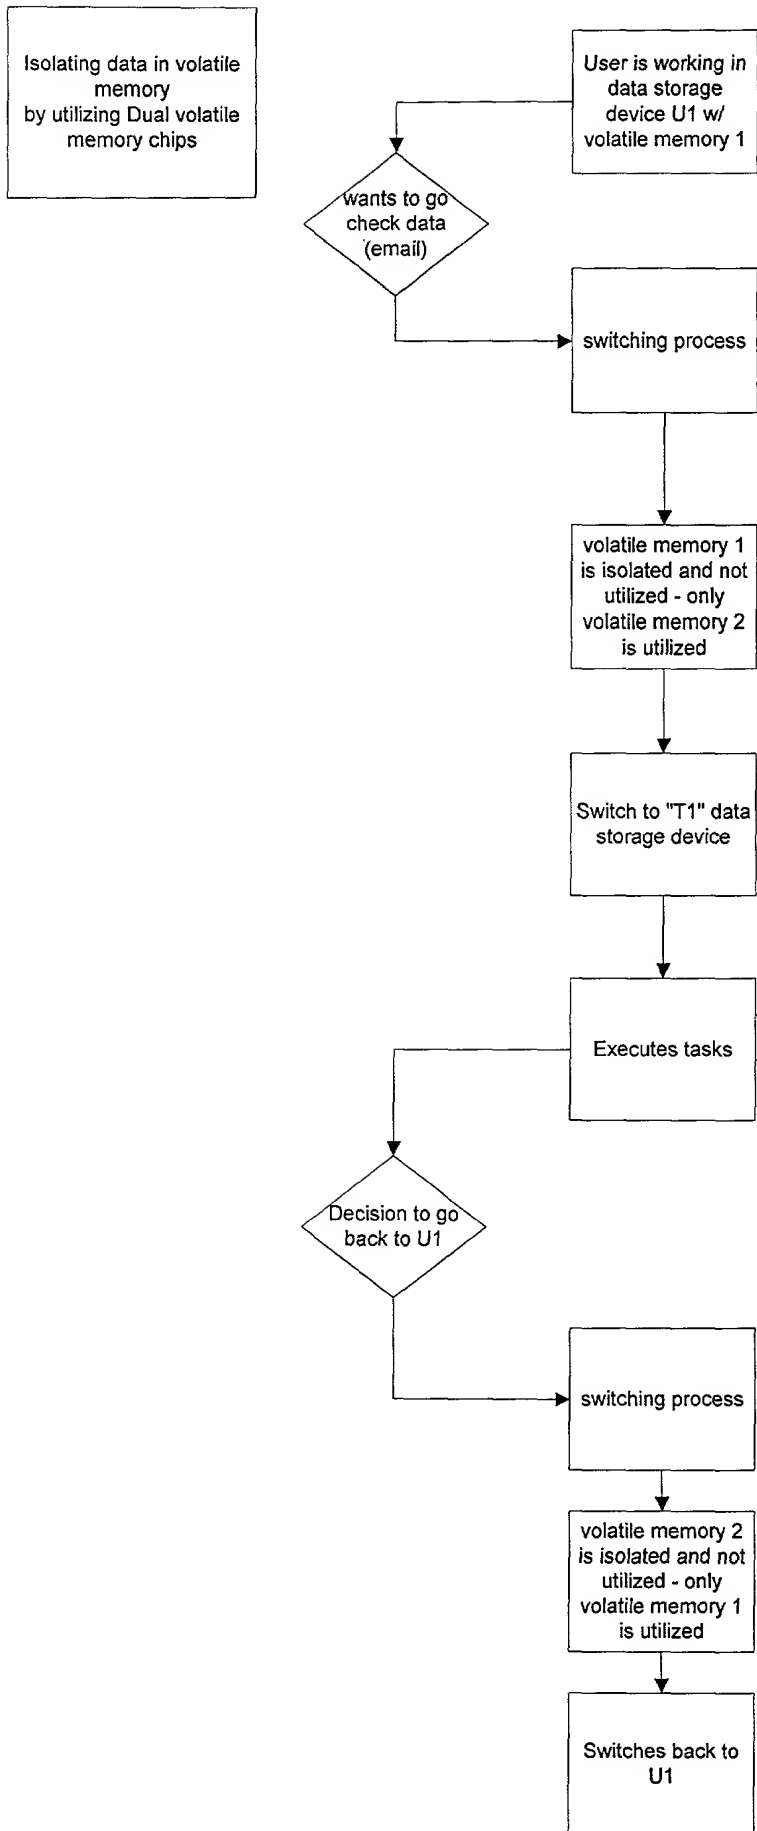 Isolating data in volatile
memory
by utilizing Dual volatile
memory chips
User is working in
data storage
device U1 w/
volatile memory 1
wants to go
check data
(email)
switching process
volatile memory 1
is isolated and not
utilized - only
volatile memory 2
is utilized
Switch to "T1" data
storage device
Executes tasks
Decision to go
back to U1
switching process
volatile memory 2
is isolated and not
utilized - only
volatile memory 1
is utilized
Switches back to
U1